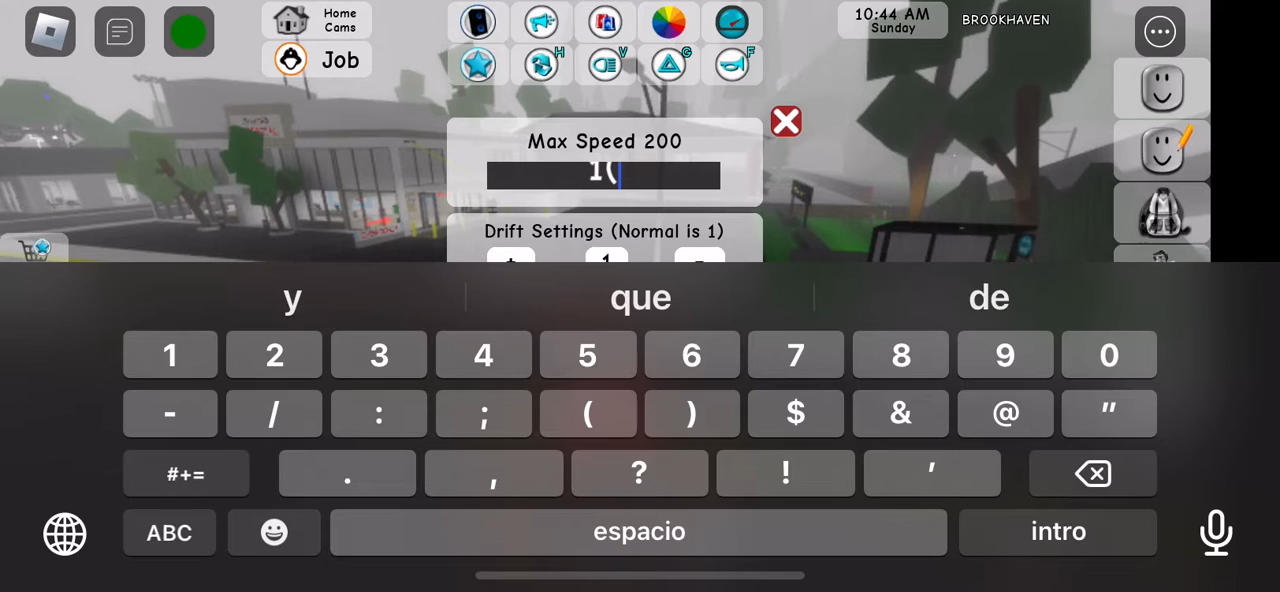 Home
Cams
Job
H
V
G
F
10:44 AM
Sunday
BROOKHAVEN
Max Speed 200
1(
Drift Settings (Normal is 1)
+ 1 -
y que de
1 2 3 4 5 6 7 8 9 0
- / : ; ( ) $ & @ "
#+= . , ? ! '
ABC espacio intro